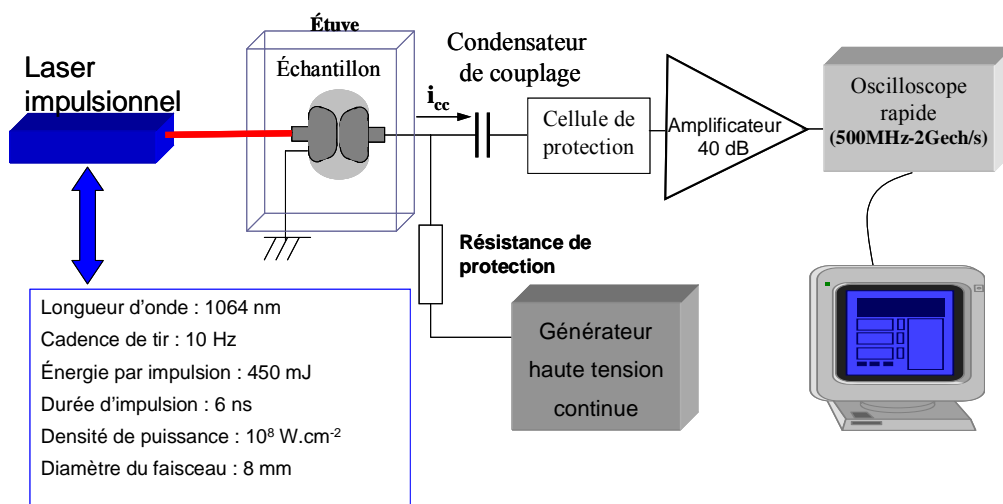 Étuve
Laser
impulsionnel
Échantillon
Condensateur
de couplage
i_cc
Cellule de
protection
Amplificateur
40 dB
Oscilloscope
rapide
(500MHz-2Gech/s)
Résistance de
protection
Générateur
haute tension
continue
Longueur d'onde : 1064 nm
Cadence de tir : 10 Hz
Énergie par impulsion : 450 mJ
Durée d'impulsion : 6 ns
Densité de puissance : 10⁸ W.cm⁻²
Diamètre du faisceau : 8 mm